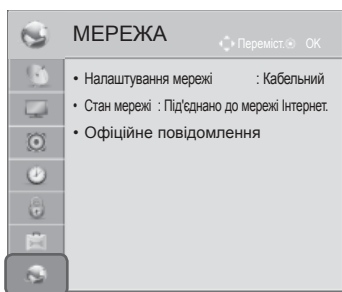 МЕРЕЖА
Переміст. OK
• Налаштування мережі : Кабельний
• Стан мережі : Під'єднано до мережі Інтернет.
• Офіційне повідомлення